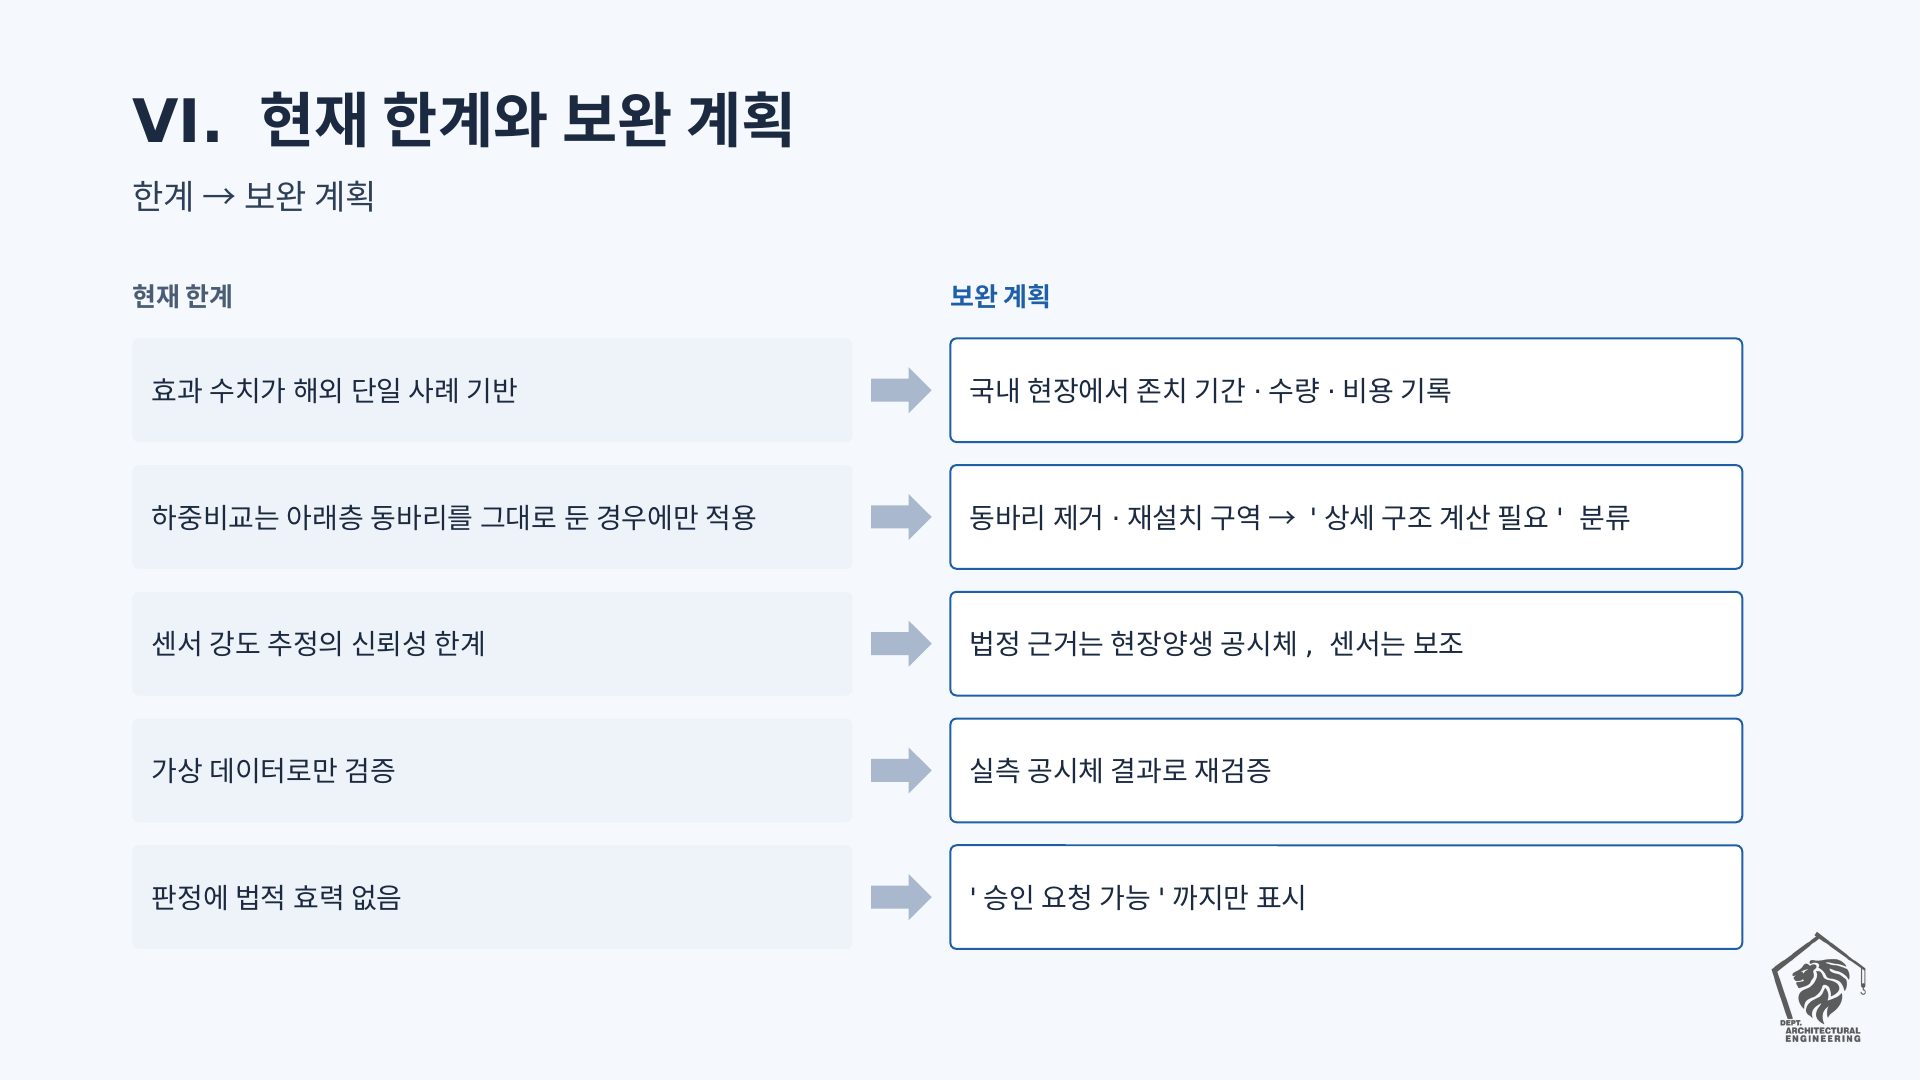 VI. 현재 한계와 보완 계획
한계 → 보완 계획
현재 한계
보완 계획
효과 수치가 해외 단일 사례 기반
국내 현장에서 존치 기간 · 수량 · 비용 기록
하중비교는 아래층 동바리를 그대로 둔 경우에만 적용
동바리 제거 · 재설치 구역 → ' 상세 구조 계산 필요 ' 분류
센서 강도 추정의 신뢰성 한계
법정 근거는 현장양생 공시체 , 센서는 보조
가상 데이터로만 검증
실측 공시체 결과로 재검증
판정에 법적 효력 없음
' 승인 요청 가능 ' 까지만 표시
DEPT.
ARCHITECTURAL
ENGINEERING